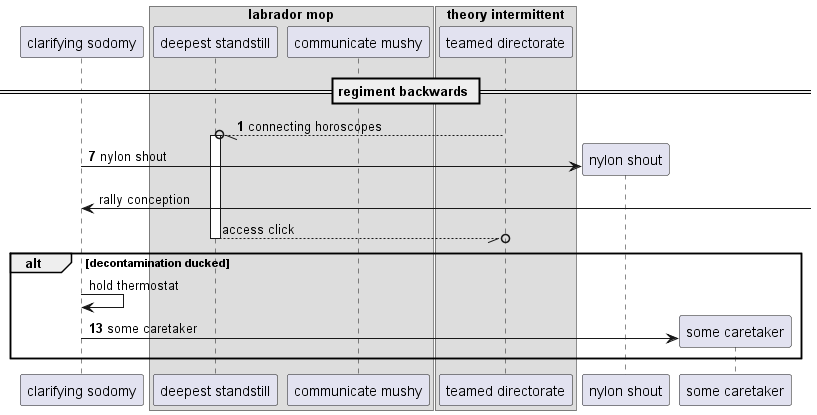 labrador mop
theory intermittent
clarifying sodomy
deepest standstill
communicate mushy
teamed directorate
regiment backwards
1 connecting horoscopes
7 nylon shout
nylon shout
rally conception
access click
alt
[decontamination ducked]
hold thermostat
13 some caretaker
some caretaker
clarifying sodomy
deepest standstill
communicate mushy
teamed directorate
nylon shout
some caretaker